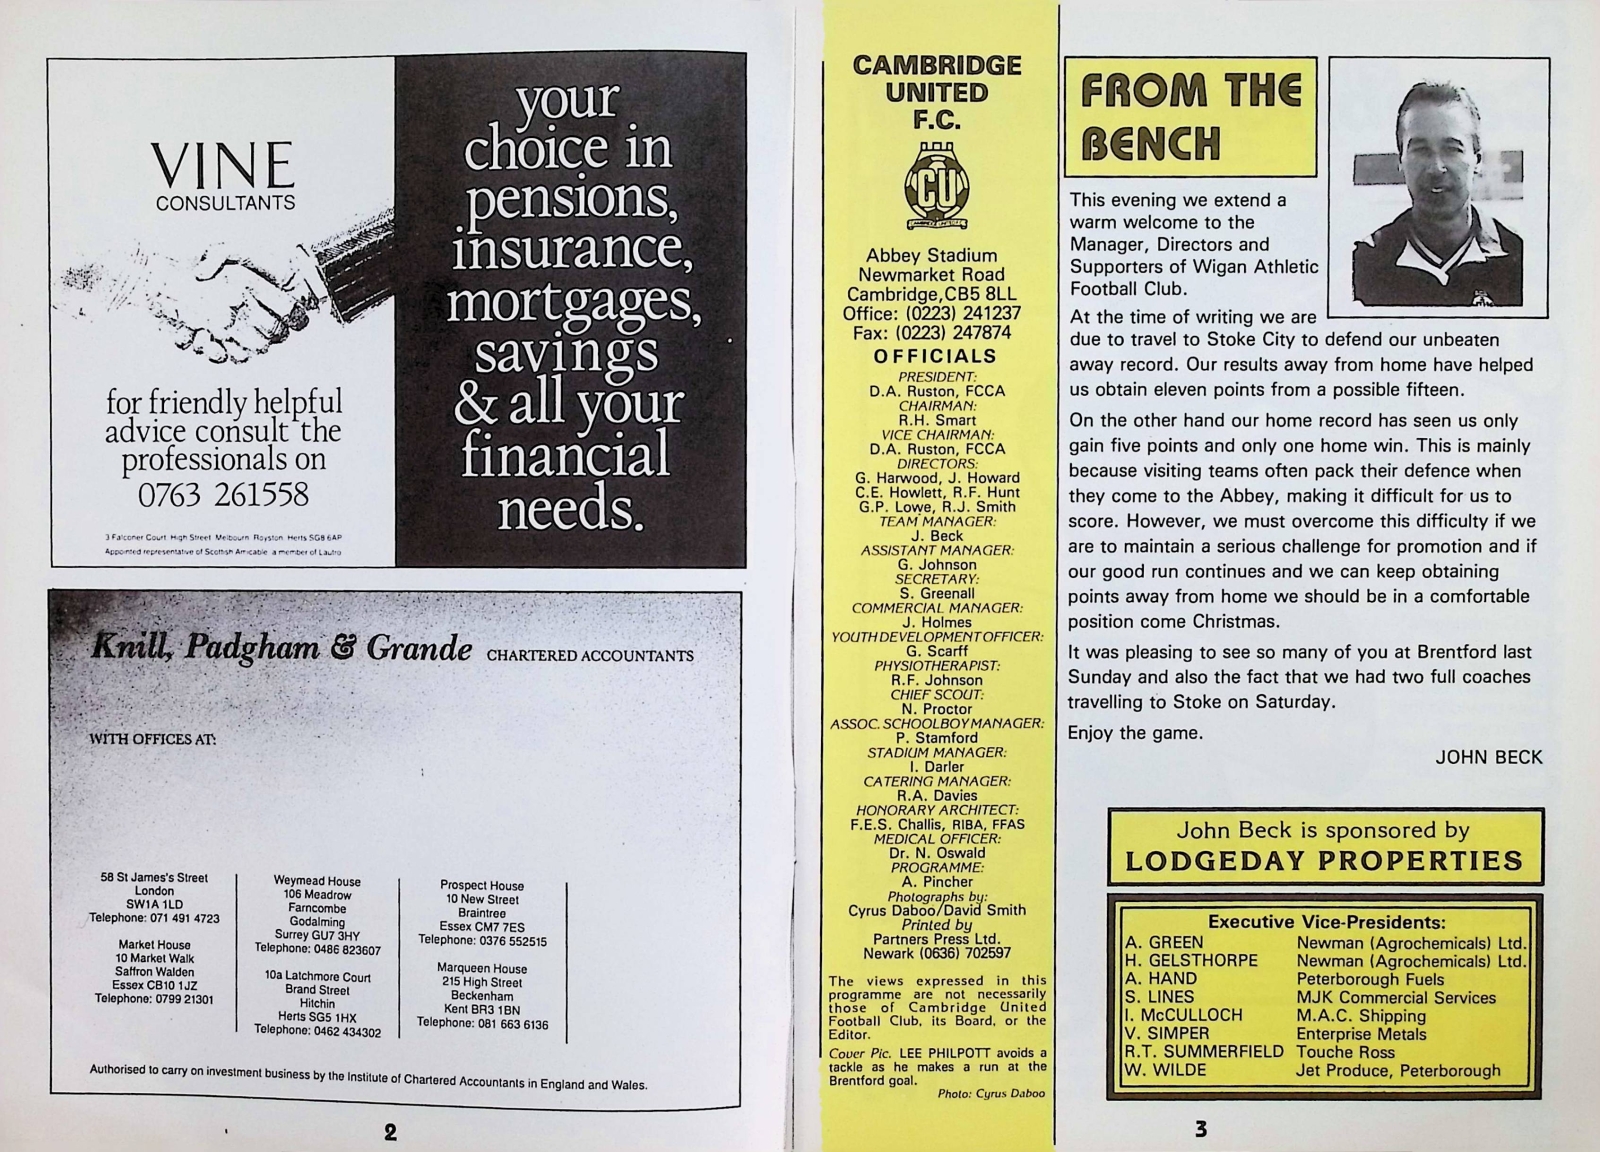 VINE
CONSULTANTS
for friendly helpful
advice consult the
professionals on
0763 261558
3 Falconer Court High Street Melbourn Royston Herts SG8 6AP
Appointed representative of Scottish Amicable a member of Lautro
your
choice in
pensions,
insurance,
mortgages,
savings
& all your
financial
needs.
Knill, Padgham & Grande CHARTERED ACCOUNTANTS
WITH OFFICES AT:
58 St James's Street
London
SW1A 1LD
Telephone: 071 491 4723
Market House
10 Market Walk
Saffron Walden
Essex CB10 1JZ
Telephone: 0799 21301
Weymead House
106 Meadrow
Farncombe
Godalming
Surrey GU7 3HY
Telephone: 0486 823607
10a Latchmore Court
Brand Street
Hitchin
Herts SG5 1HX
Telephone: 0462 434302
Prospect House
10 New Street
Braintree
Essex CM7 7ES
Telephone: 0376 552515
Marqueen House
215 High Street
Beckenham
Kent BR3 1BN
Telephone: 081 663 6136
Authorised to carry on investment business by the Institute of Chartered Accountants in England and Wales.
2
CAMBRIDGE
UNITED
F.C.
CU
CAMBRIDGE UNITED F.C.
Abbey Stadium
Newmarket Road
Cambridge,CB5 8LL
Office: (0223) 241237
Fax: (0223) 247874
OFFICIALS
PRESIDENT:
D.A. Ruston, FCCA
CHAIRMAN:
R.H. Smart
VICE CHAIRMAN:
D.A. Ruston, FCCA
DIRECTORS:
G. Harwood, J. Howard
C.E. Howlett, R.F. Hunt
G.P. Lowe, R.J. Smith
TEAM MANAGER:
J. Beck
ASSISTANT MANAGER:
G. Johnson
SECRETARY:
S. Greenall
COMMERCIAL MANAGER:
J. Holmes
YOUTH DEVELOPMENT OFFICER:
G. Scarff
PHYSIOTHERAPIST:
R.F. Johnson
CHIEF SCOUT:
N. Proctor
ASSOC. SCHOOLBOY MANAGER:
P. Stamford
STADIUM MANAGER:
I. Darler
CATERING MANAGER:
R.A. Davies
HONORARY ARCHITECT:
F.E.S. Challis, RIBA, FFAS
MEDICAL OFFICER:
Dr. N. Oswald
PROGRAMME:
A. Pincher
Photographs by:
Cyrus Daboo/David Smith
Printed by
Partners Press Ltd.
Newark (0636) 702597
The views expressed in this
programme are not necessarily
those of Cambridge United
Football Club, its Board, or the
Editor.
Cover Pic. LEE PHILPOTT avoids a
tackle as he makes a run at the
Brentford goal.
Photo: Cyrus Daboo
FROM THE
BENCH
This evening we extend a
warm welcome to the
Manager, Directors and
Supporters of Wigan Athletic
Football Club.
At the time of writing we are
due to travel to Stoke City to defend our unbeaten
away record. Our results away from home have helped
us obtain eleven points from a possible fifteen.
On the other hand our home record has seen us only
gain five points and only one home win. This is mainly
because visiting teams often pack their defence when
they come to the Abbey, making it difficult for us to
score. However, we must overcome this difficulty if we
are to maintain a serious challenge for promotion and if
our good run continues and we can keep obtaining
points away from home we should be in a comfortable
position come Christmas.
It was pleasing to see so many of you at Brentford last
Sunday and also the fact that we had two full coaches
travelling to Stoke on Saturday.
Enjoy the game.
JOHN BECK
John Beck is sponsored by
LODGEDAY PROPERTIES
Executive Vice-Presidents:
A. GREEN Newman (Agrochemicals) Ltd.
H. GELSTHORPE Newman (Agrochemicals) Ltd.
A. HAND Peterborough Fuels
S. LINES MJK Commercial Services
I. McCULLOCH M.A.C. Shipping
V. SIMPER Enterprise Metals
R.T. SUMMERFIELD Touche Ross
W. WILDE Jet Produce, Peterborough
3